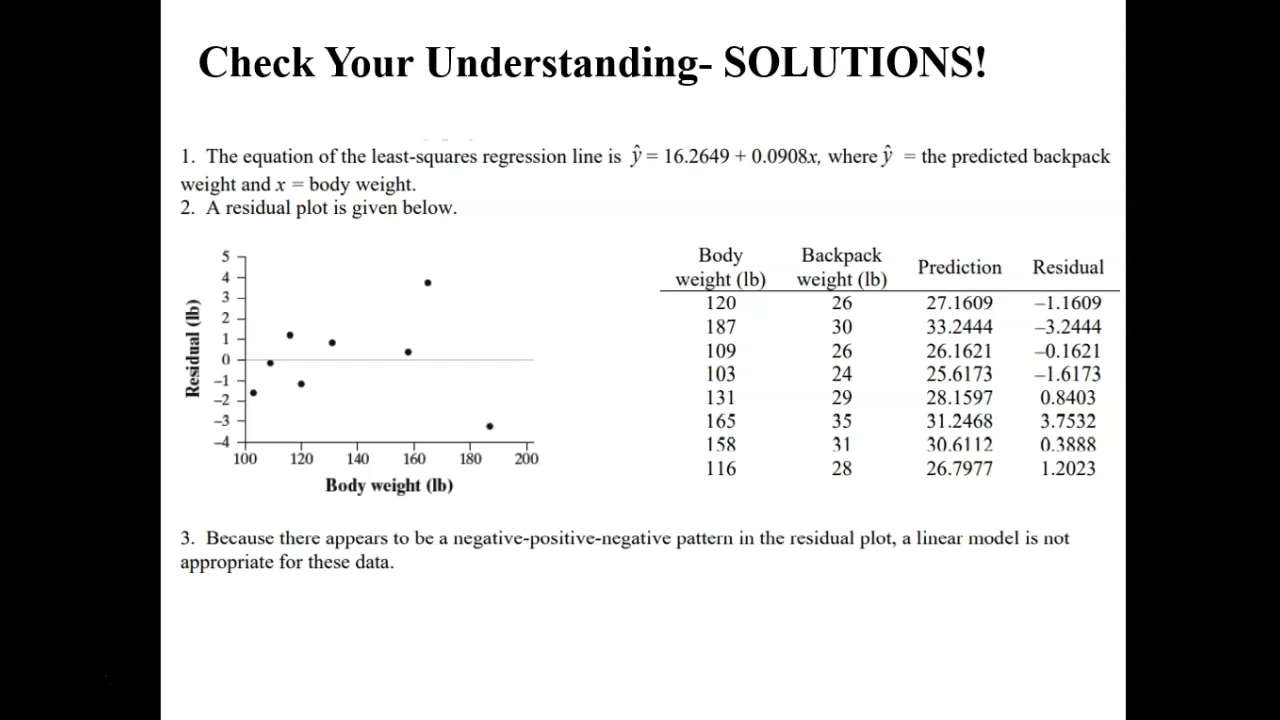 Check Your Understanding- SOLUTIONS!
1. The equation of the least-squares regression line is ŷ = 16.2649 + 0.0908x, where ŷ = the predicted backpack
weight and x = body weight.
2. A residual plot is given below.
5
4
3
2
1
0
−1
−2
−3
−4
Residual (lb)
100 120 140 160 180 200
Body weight (lb)
Body Backpack
weight (lb) weight (lb) Prediction Residual
120 26 27.1609 −1.1609
187 30 33.2444 −3.2444
109 26 26.1621 −0.1621
103 24 25.6173 −1.6173
131 29 28.1597 0.8403
165 35 31.2468 3.7532
158 31 30.6112 0.3888
116 28 26.7977 1.2023
3. Because there appears to be a negative-positive-negative pattern in the residual plot, a linear model is not
appropriate for these data.